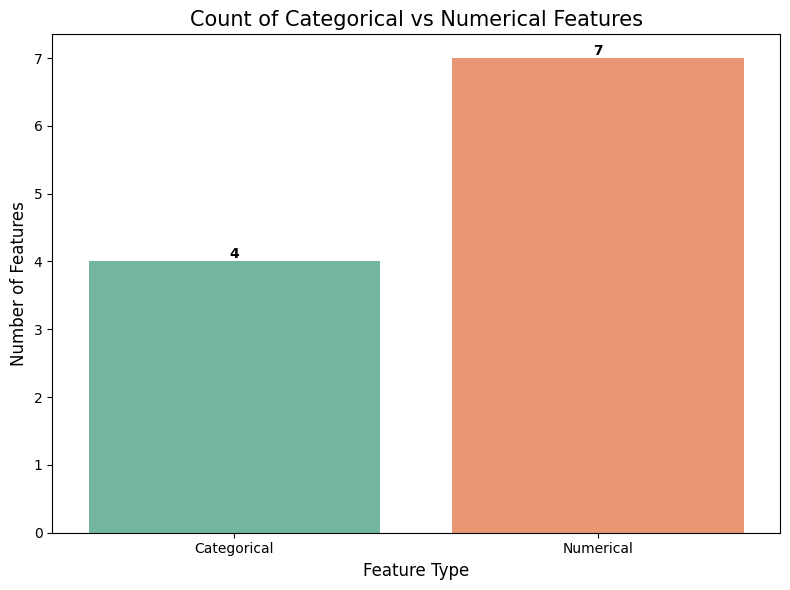 Count of Categorical vs Numerical Features
Number of Features
7
6
5
4
3
2
1
0
4
7
Categorical
Numerical
Feature Type